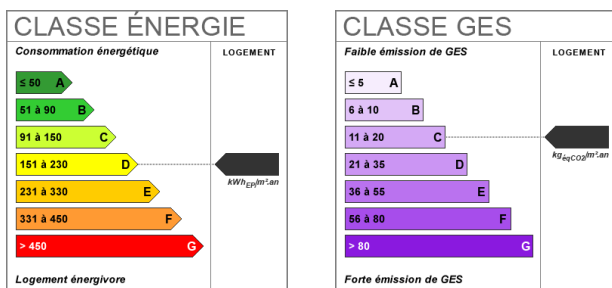 CLASSE ÉNERGIE
Consommation énergétique
LOGEMENT
≤ 50 A
51 à 90 B
91 à 150 C
151 à 230 D
231 à 330 E
331 à 450 F
> 450 G
kWhEP/m².an
Logement énergivore
CLASSE GES
Faible émission de GES
LOGEMENT
≤ 5 A
6 à 10 B
11 à 20 C
21 à 35 D
36 à 55 E
56 à 80 F
> 80 G
kgéqCO2/m².an
Forte émission de GES